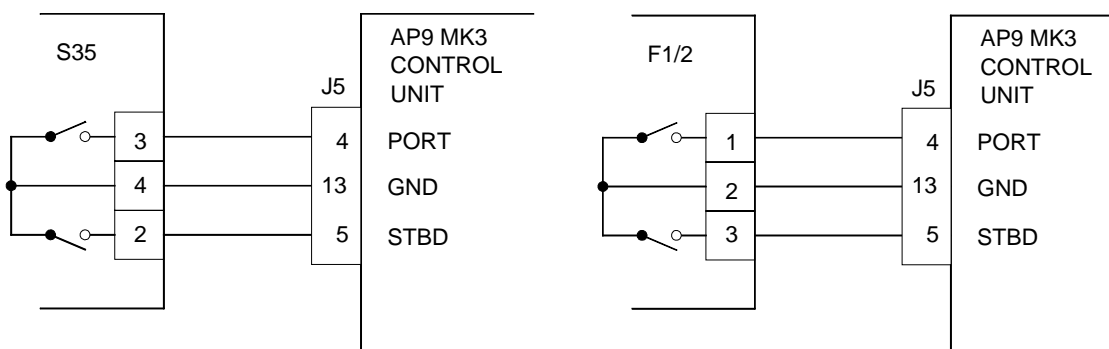 S35
AP9 MK3
CONTROL
UNIT
J5
3
4
PORT
4
13
GND
2
5
STBD
F1/2
AP9 MK3
CONTROL
UNIT
J5
1
4
PORT
2
13
GND
3
5
STBD